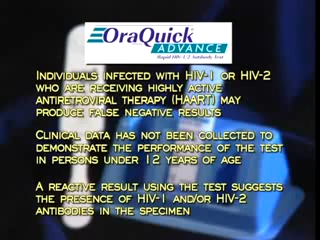 OraQuick®
ADVANCE
Rapid HIV-1/2 Antibody Test
INDIVIDUALS INFECTED WITH HIV-1 OR HIV-2
WHO ARE RECEIVING HIGHLY ACTIVE
ANTIRETROVIRAL THERAPY (HAART) MAY
PRODUCE FALSE NEGATIVE RESULTS
CLINICAL DATA HAS NOT BEEN COLLECTED TO
DEMONSTRATE THE PERFORMANCE OF THE TEST
IN PERSONS UNDER 12 YEARS OF AGE
A REACTIVE RESULT USING THE TEST SUGGESTS
THE PRESENCE OF HIV-1 AND/OR HIV-2
ANTIBODIES IN THE SPECIMEN